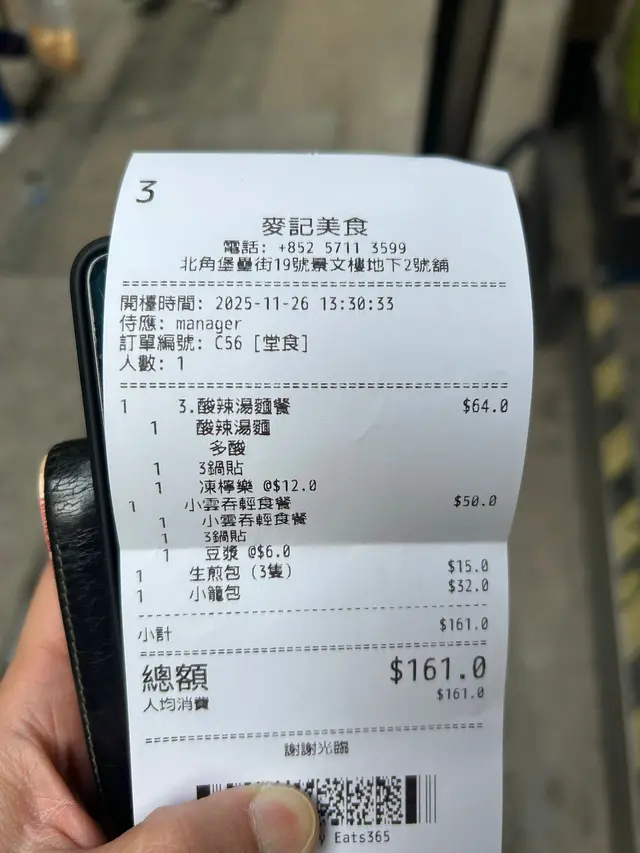 3
麥記美食
電話: +852 5711 3599
北角堡壘街19號景文樓地下2號舖
開檯時間: 2025-11-26 13:30:33
侍應: manager
訂單編號: C56 [堂食]
人數: 1
1 3.酸辣湯麵餐 $64.0
1 酸辣湯麵
多酸
1 3鍋貼
1 凍檸樂 @$12.0
1 小雲吞輕食餐 $50.0
1 小雲吞輕食餐
1 3鍋貼
1 豆漿 @$6.0
1 生煎包 (3隻) $15.0
1 小籠包 $32.0
小計 $161.0
總額 $161.0
人均消費 $161.0
謝謝光臨
Eats365